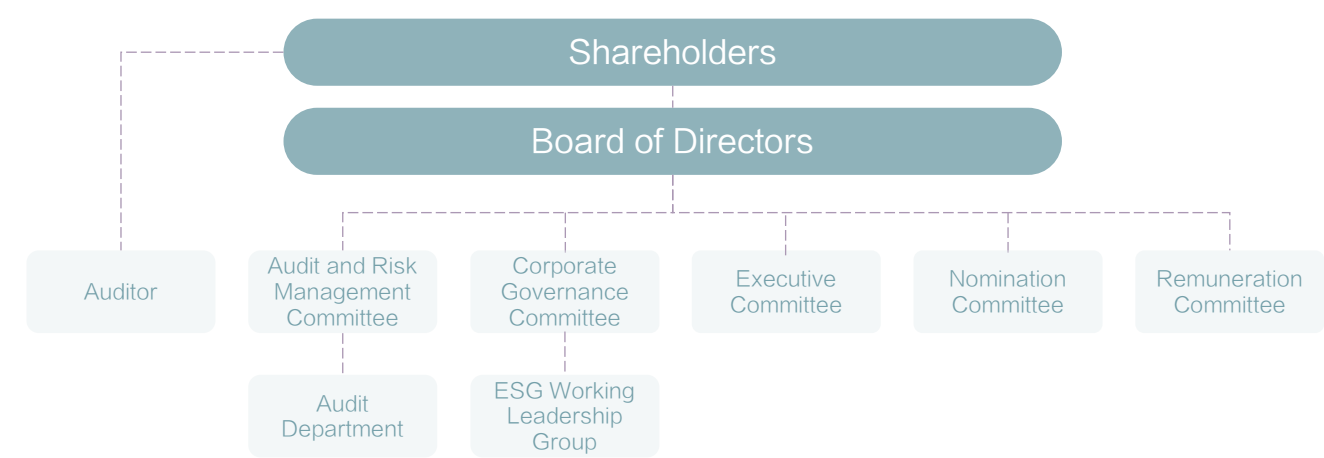 Shareholders
Board of Directors
Auditor
Audit and Risk
Management
Committee
Corporate
Governance
Committee
Executive
Committee
Nomination
Committee
Remuneration
Committee
Audit
Department
ESG Working
Leadership
Group